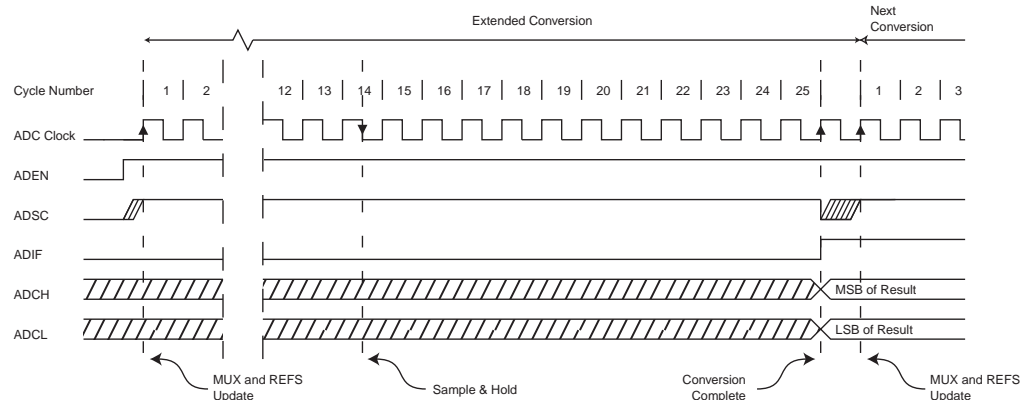 Extended Conversion
Next
Conversion
Cycle Number 1 2 12 13 14 15 16 17 18 19 20 21 22 23 24 25 1 2 3
ADC Clock
ADEN
ADSC
ADIF
ADCH MSB of Result
ADCL LSB of Result
MUX and REFS
Update
Sample & Hold
Conversion
Complete
MUX and REFS
Update